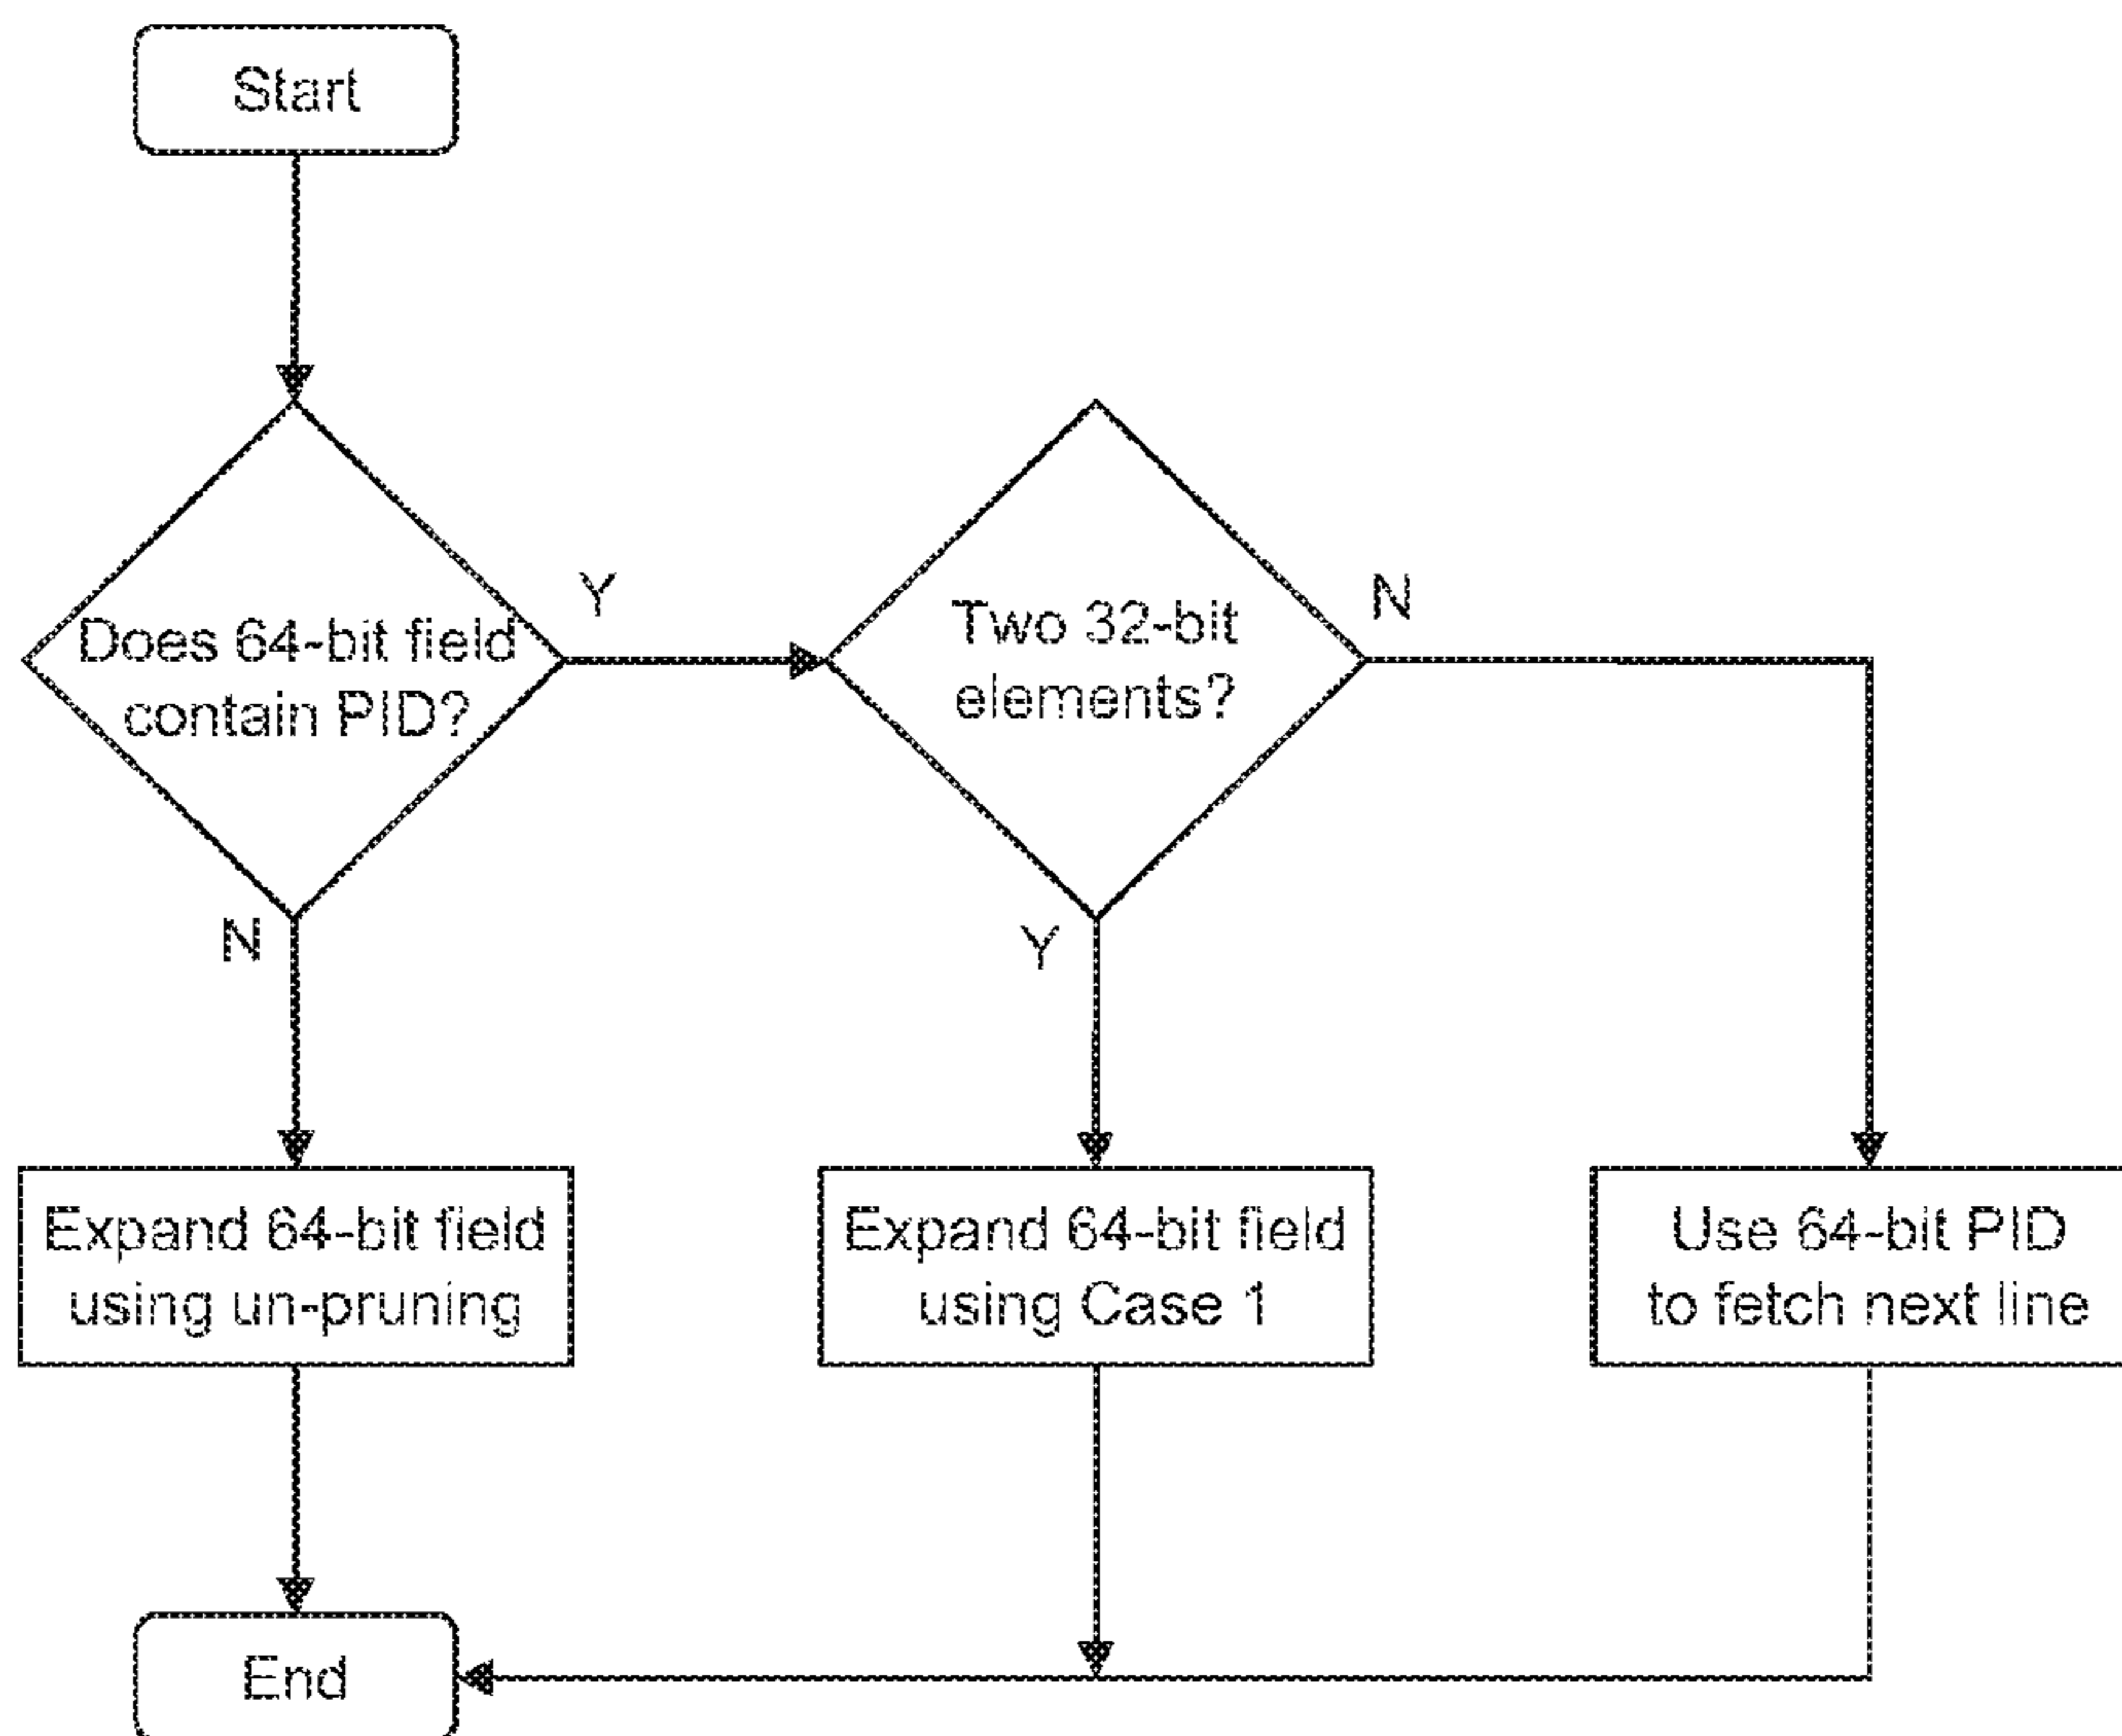 Start
Does 64-bit field
contain PID?
Y
Two 32-bit
elements?
N
N
Y
Expand 64-bit field
using un-pruning
Expand 64-bit field
using Case 1
Use 64-bit PID
to fetch next line
End